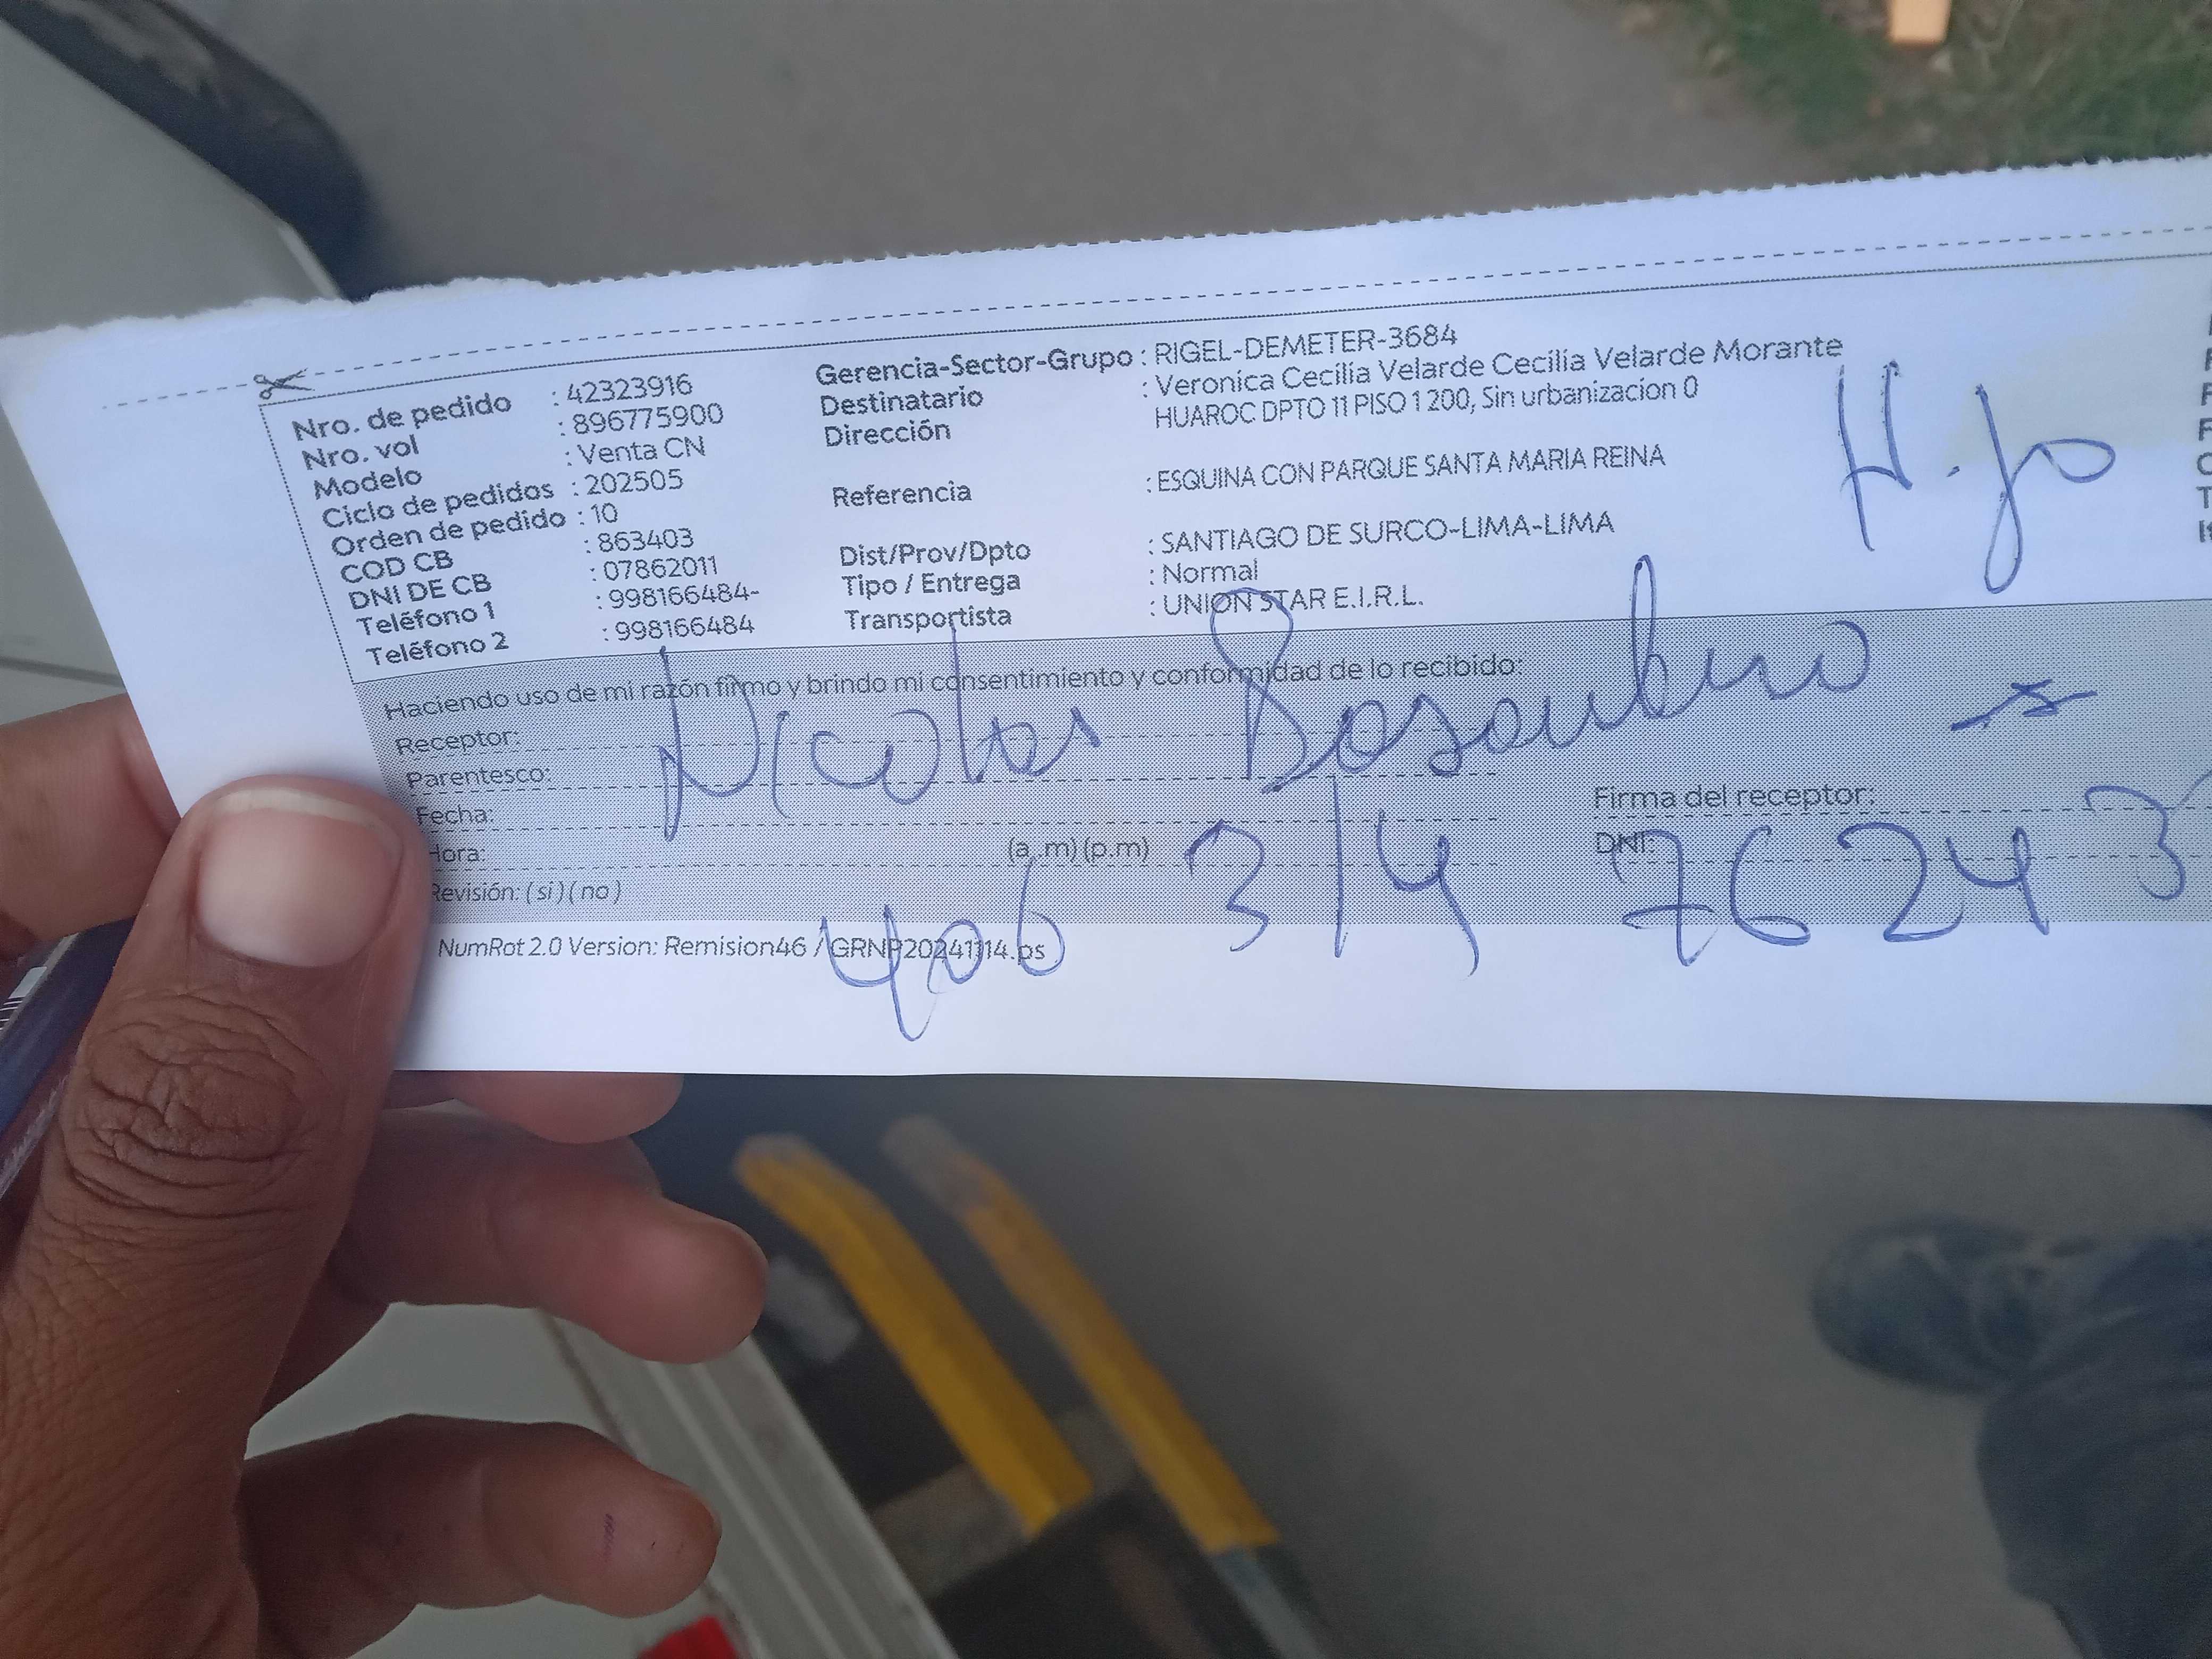 Nro. de pedido : 42323916
Nro. vol : 896775900
Modelo : Venta CN
Ciclo de pedidos : 202505
Orden de pedido : 10
COD CB : 863403
DNI DE CB : 07862011
Teléfono 1 : 998166484-
Teléfono 2 : 998166484
Gerencia-Sector-Grupo : RIGEL-DEMETER-3684
Destinatario : Veronica Cecilia Velarde Cecilia Velarde Morante
Dirección HUAROC DPTO 11 PISO 1 200, Sin urbanizacion 0
Referencia : ESQUINA CON PARQUE SANTA MARIA REINA
Dist/Prov/Dpto : SANTIAGO DE SURCO-LIMA-LIMA
Tipo / Entrega : Normal
Transportista : UNION STAR E.I.R.L.
Hijo
Haciendo uso de mi razón firmo y brindo mi consentimiento y conformidad de lo recibido:
Receptor:
Nicolas
Parentesco:
Fecha:
Firma del receptor:
Hora: (a.m) (p.m)
3/4
DNI: 76243
Revisión: (si) (no)
406
NumRot 2.0 Version: Remision46 / GRNP20241114.ps